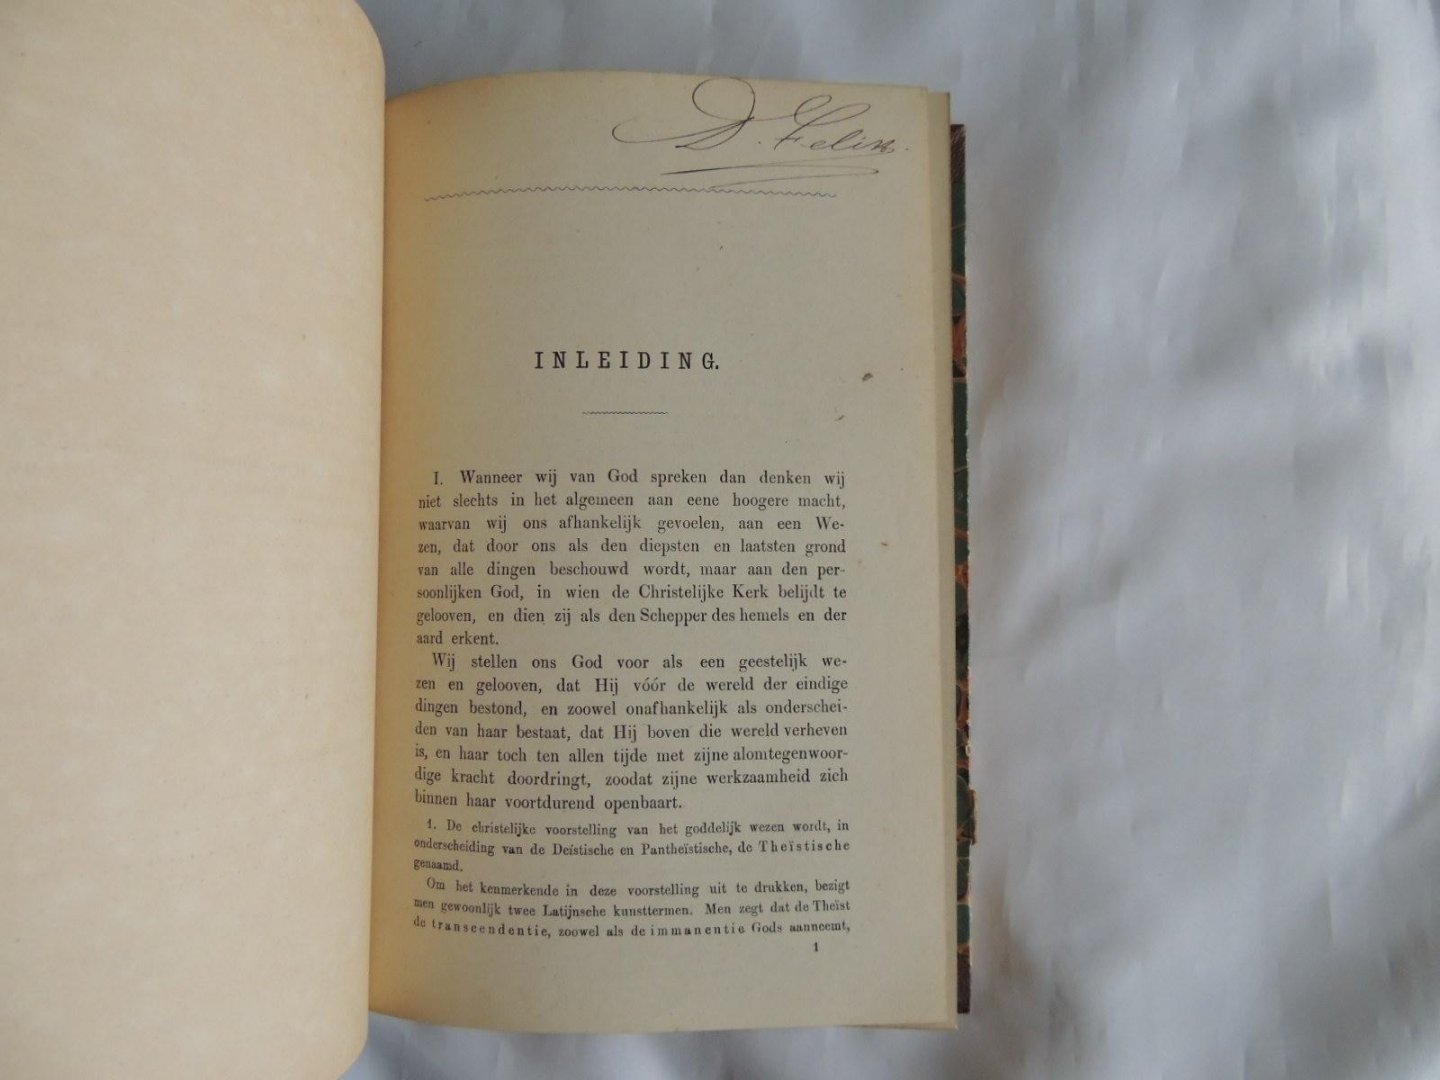 D. Felix.
INLEIDING.
I. Wanneer wij van God spreken dan denken wij
niet slechts in het algemeen aan eene hoogere macht,
waarvan wij ons afhankelijk gevoelen, aan een We-
zen, dat door ons als den diepsten en laatsten grond
van alle dingen beschouwd wordt, maar aan den per-
soonlijken God, in wien de Christelijke Kerk belijdt te
gelooven, en dien zij als den Schepper des hemels en der
aard erkent.
Wij stellen ons God voor als een geestelijk we-
zen en gelooven, dat Hij vóór de wereld der eindige
dingen bestond, en zoowel onafhankelijk als onderschei-
den van haar bestaat, dat Hij boven die wereld verheven
is, en haar toch ten allen tijde met zijne alomtegenwoor-
dige kracht doordringt, zoodat zijne werkzaamheid zich
binnen haar voortdurend openbaart.
1. De christelijke voorstelling van het goddelijk wezen wordt, in
onderscheiding van de Deïstische en Pantheïstische, de Theïstische
genaamd.
Om het kenmerkende in deze voorstelling uit te drukken, bezigt
men gewoonlijk twee Latijnsche kunsttermen. Men zegt dat de Theïst
de transcendentie, zoowel als de immanentie Gods aanneemt,
1